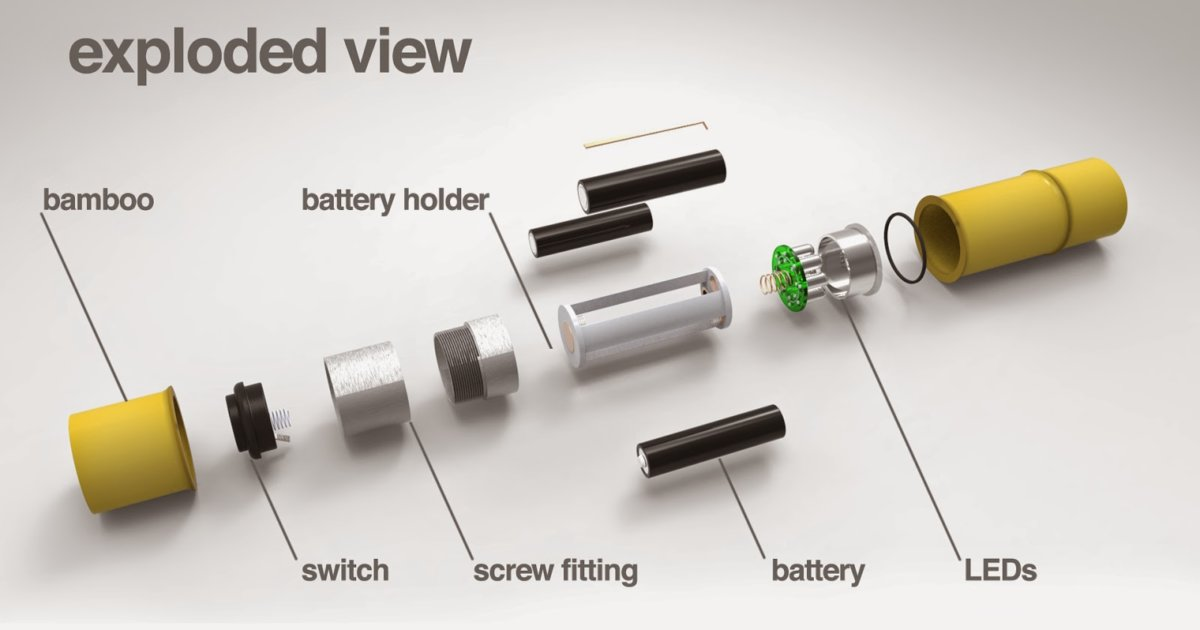 exploded view
bamboo
battery holder
switch
screw fitting
battery
LEDs